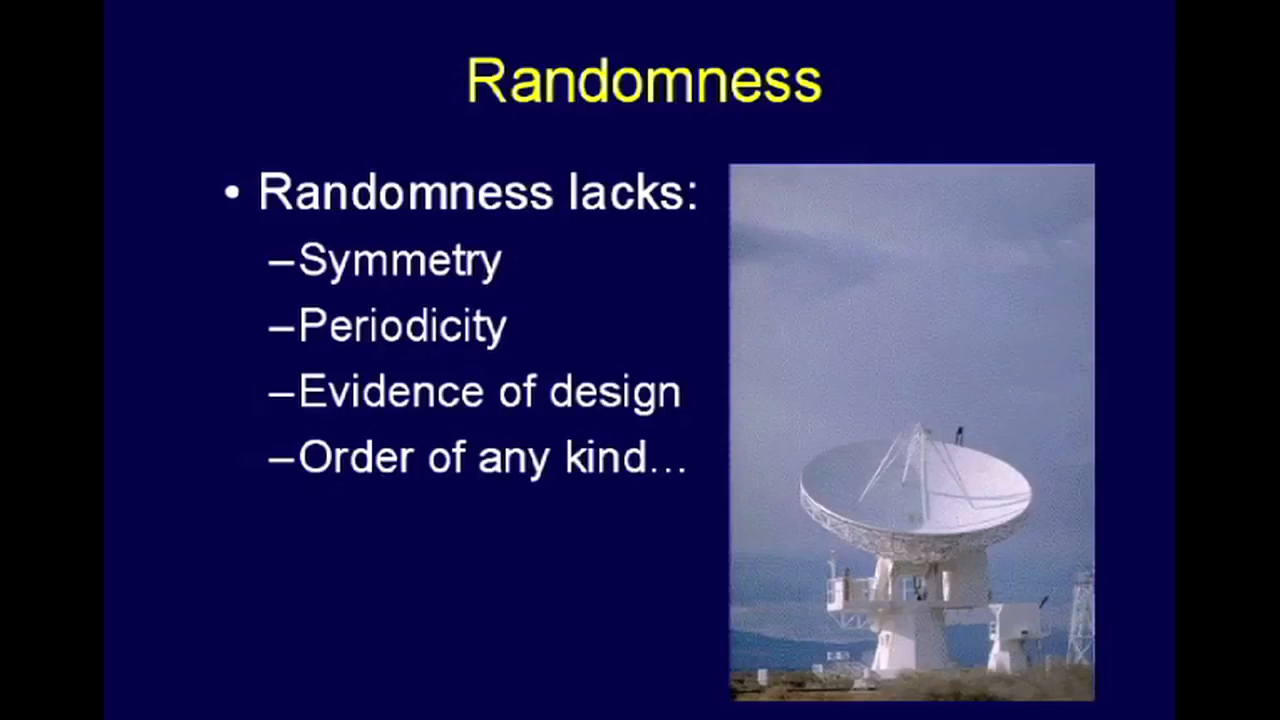 Randomness
• Randomness lacks:
–Symmetry
–Periodicity
–Evidence of design
–Order of any kind…